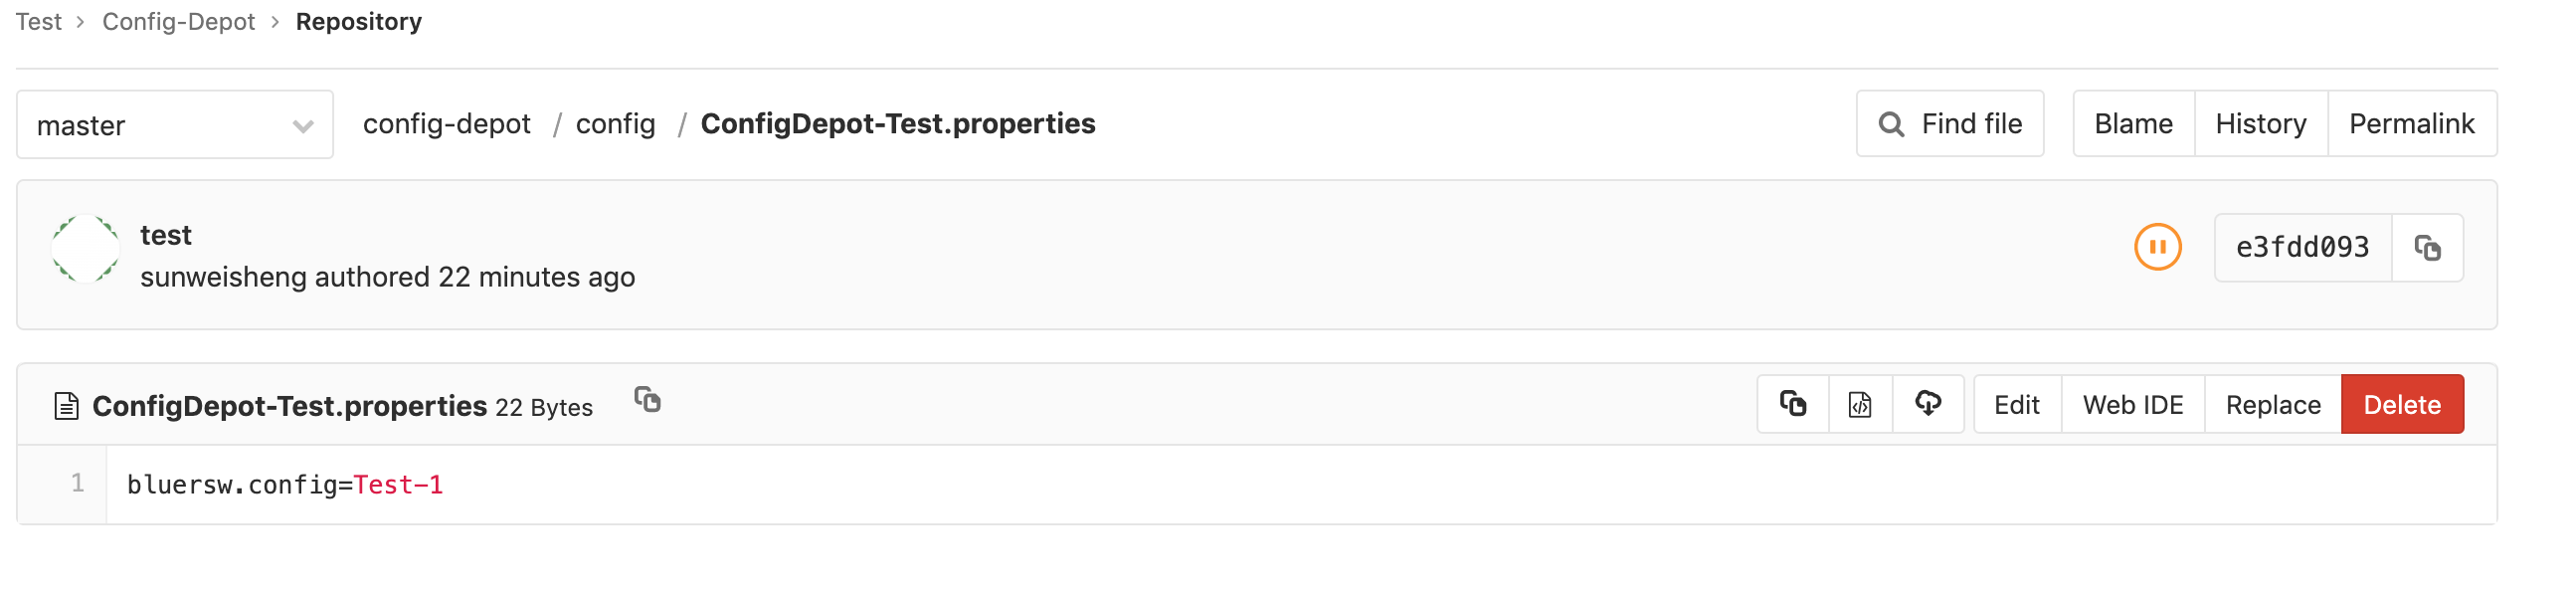 Test > Config-Depot > Repository
master config-depot / config / ConfigDepot-Test.properties Find file Blame History Permalink
test
sunweisheng authored 22 minutes ago e3fdd093
ConfigDepot-Test.properties 22 Bytes Edit Web IDE Replace Delete
1 bluersw.config=Test-1